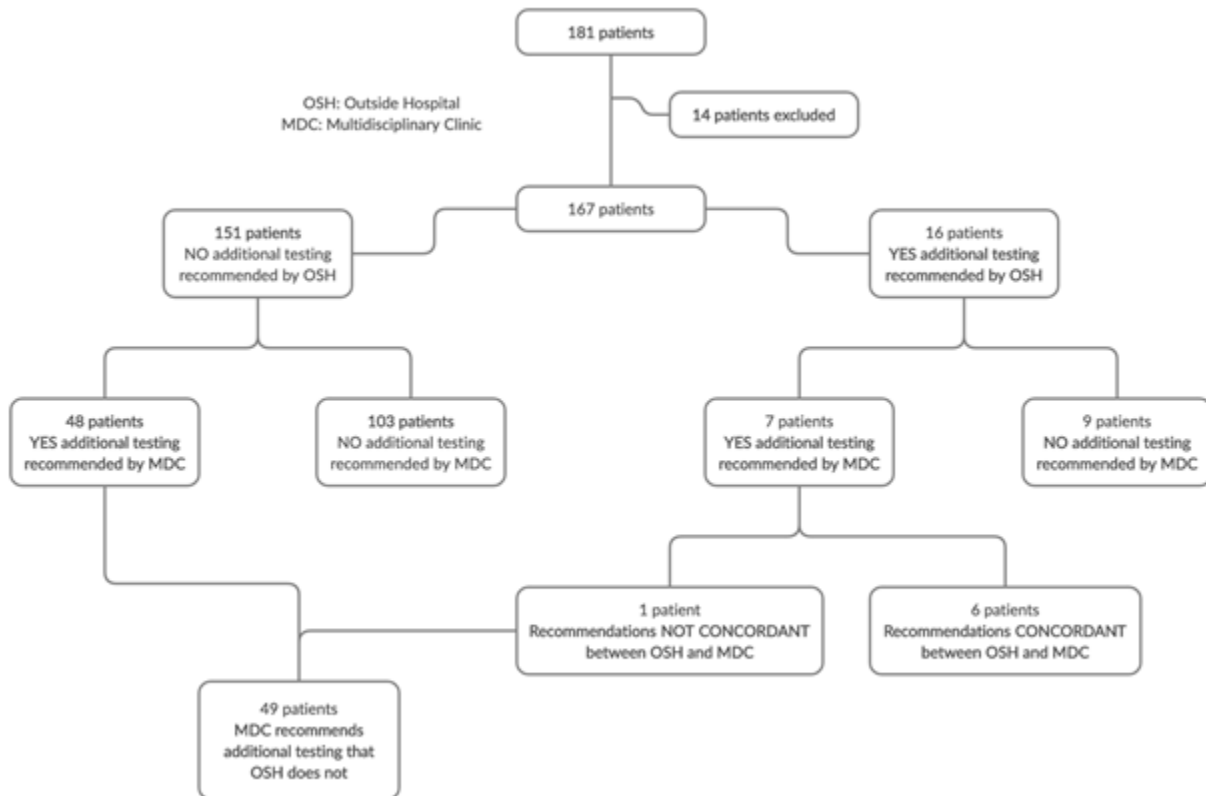 181 patients
OSH: Outside Hospital
MDC: Multidisciplinary Clinic
14 patients excluded
167 patients
151 patients
NO additional testing
recommended by OSH
16 patients
YES additional testing
recommended by OSH
48 patients
YES additional testing
recommended by MDC
103 patients
NO additional testing
recommended by MDC
7 patients
YES additional testing
recommended by MDC
9 patients
NO additional testing
recommended by MDC
1 patient
Recommendations NOT CONCORDANT
between OSH and MDC
6 patients
Recommendations CONCORDANT
between OSH and MDC
49 patients
MDC recommends
additional testing that
OSH does not